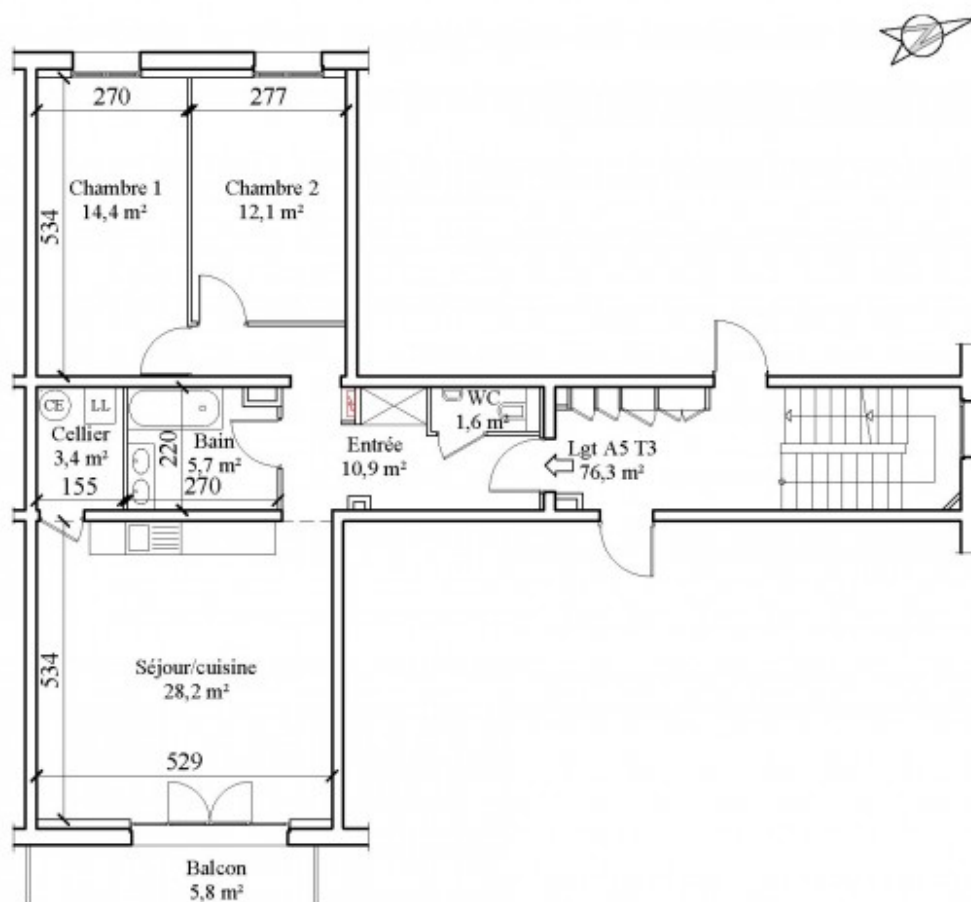 N
270
277
Chambre 1
14,4 m²
Chambre 2
12,1 m²
534
CE
LL
Cellier
3,4 m²
155
220
Bain
5,7 m²
270
WC
1,6 m²
Entrée
10,9 m²
Lgt A5 T3
76,3 m²
534
Séjour/cuisine
28,2 m²
529
Balcon
5,8 m²